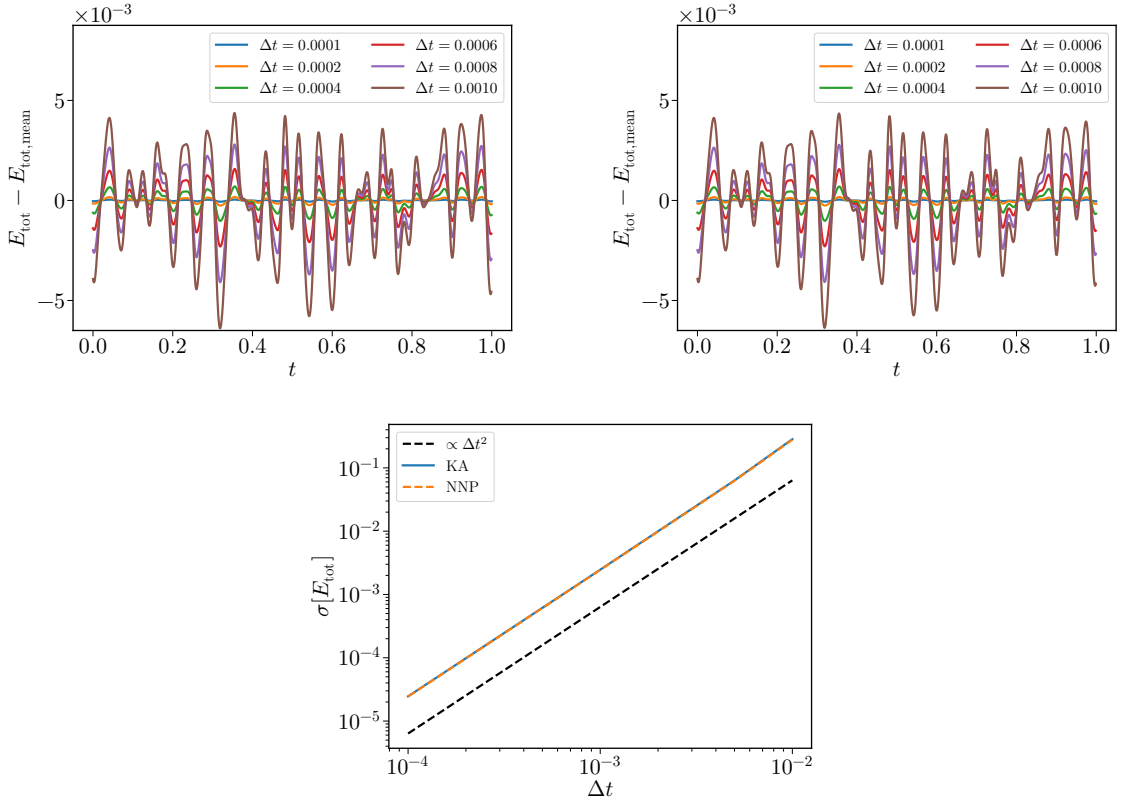 ×10⁻³
Δt = 0.0001 Δt = 0.0006
Δt = 0.0002 Δt = 0.0008
Δt = 0.0004 Δt = 0.0010
5
0
−5
E_tot − E_tot,mean
0.0 0.2 0.4 0.6 0.8 1.0
t
×10⁻³
Δt = 0.0001 Δt = 0.0006
Δt = 0.0002 Δt = 0.0008
Δt = 0.0004 Δt = 0.0010
5
0
−5
E_tot − E_tot,mean
0.0 0.2 0.4 0.6 0.8 1.0
t
∝ Δt²
KA
NNP
10⁻¹
10⁻²
10⁻³
10⁻⁴
10⁻⁵
σ[E_tot]
10⁻⁴ 10⁻³ 10⁻²
Δt